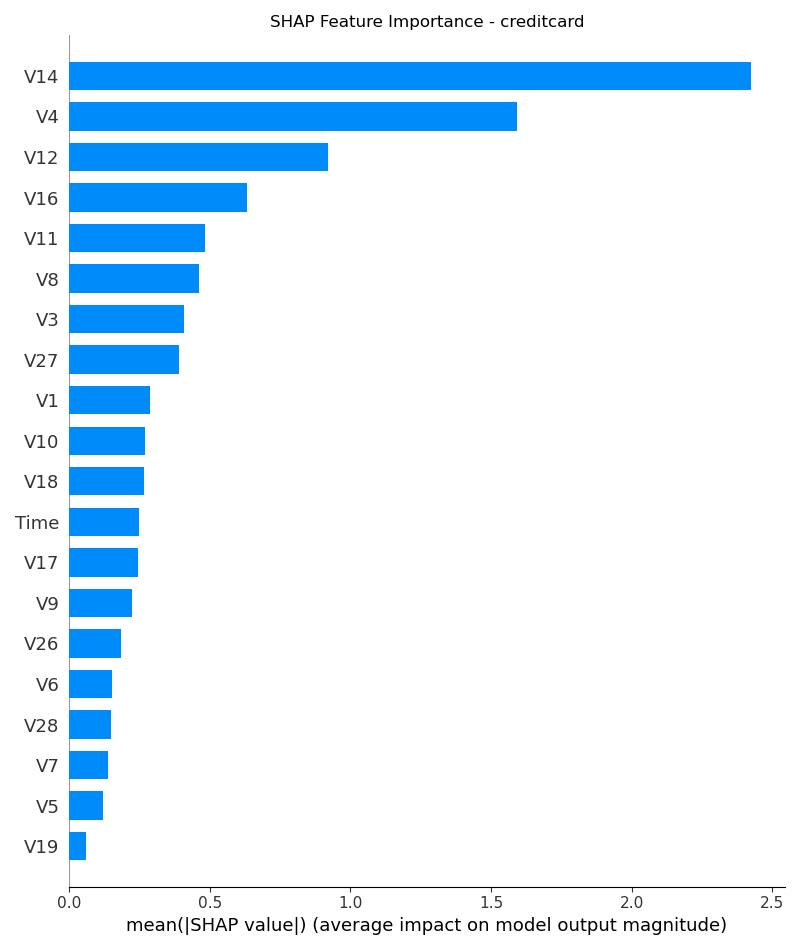 SHAP Feature Importance - creditcard
V14
V4
V12
V16
V11
V8
V3
V27
V1
V10
V18
Time
V17
V9
V26
V6
V28
V7
V5
V19
0.0 0.5 1.0 1.5 2.0 2.5
mean(|SHAP value|) (average impact on model output magnitude)